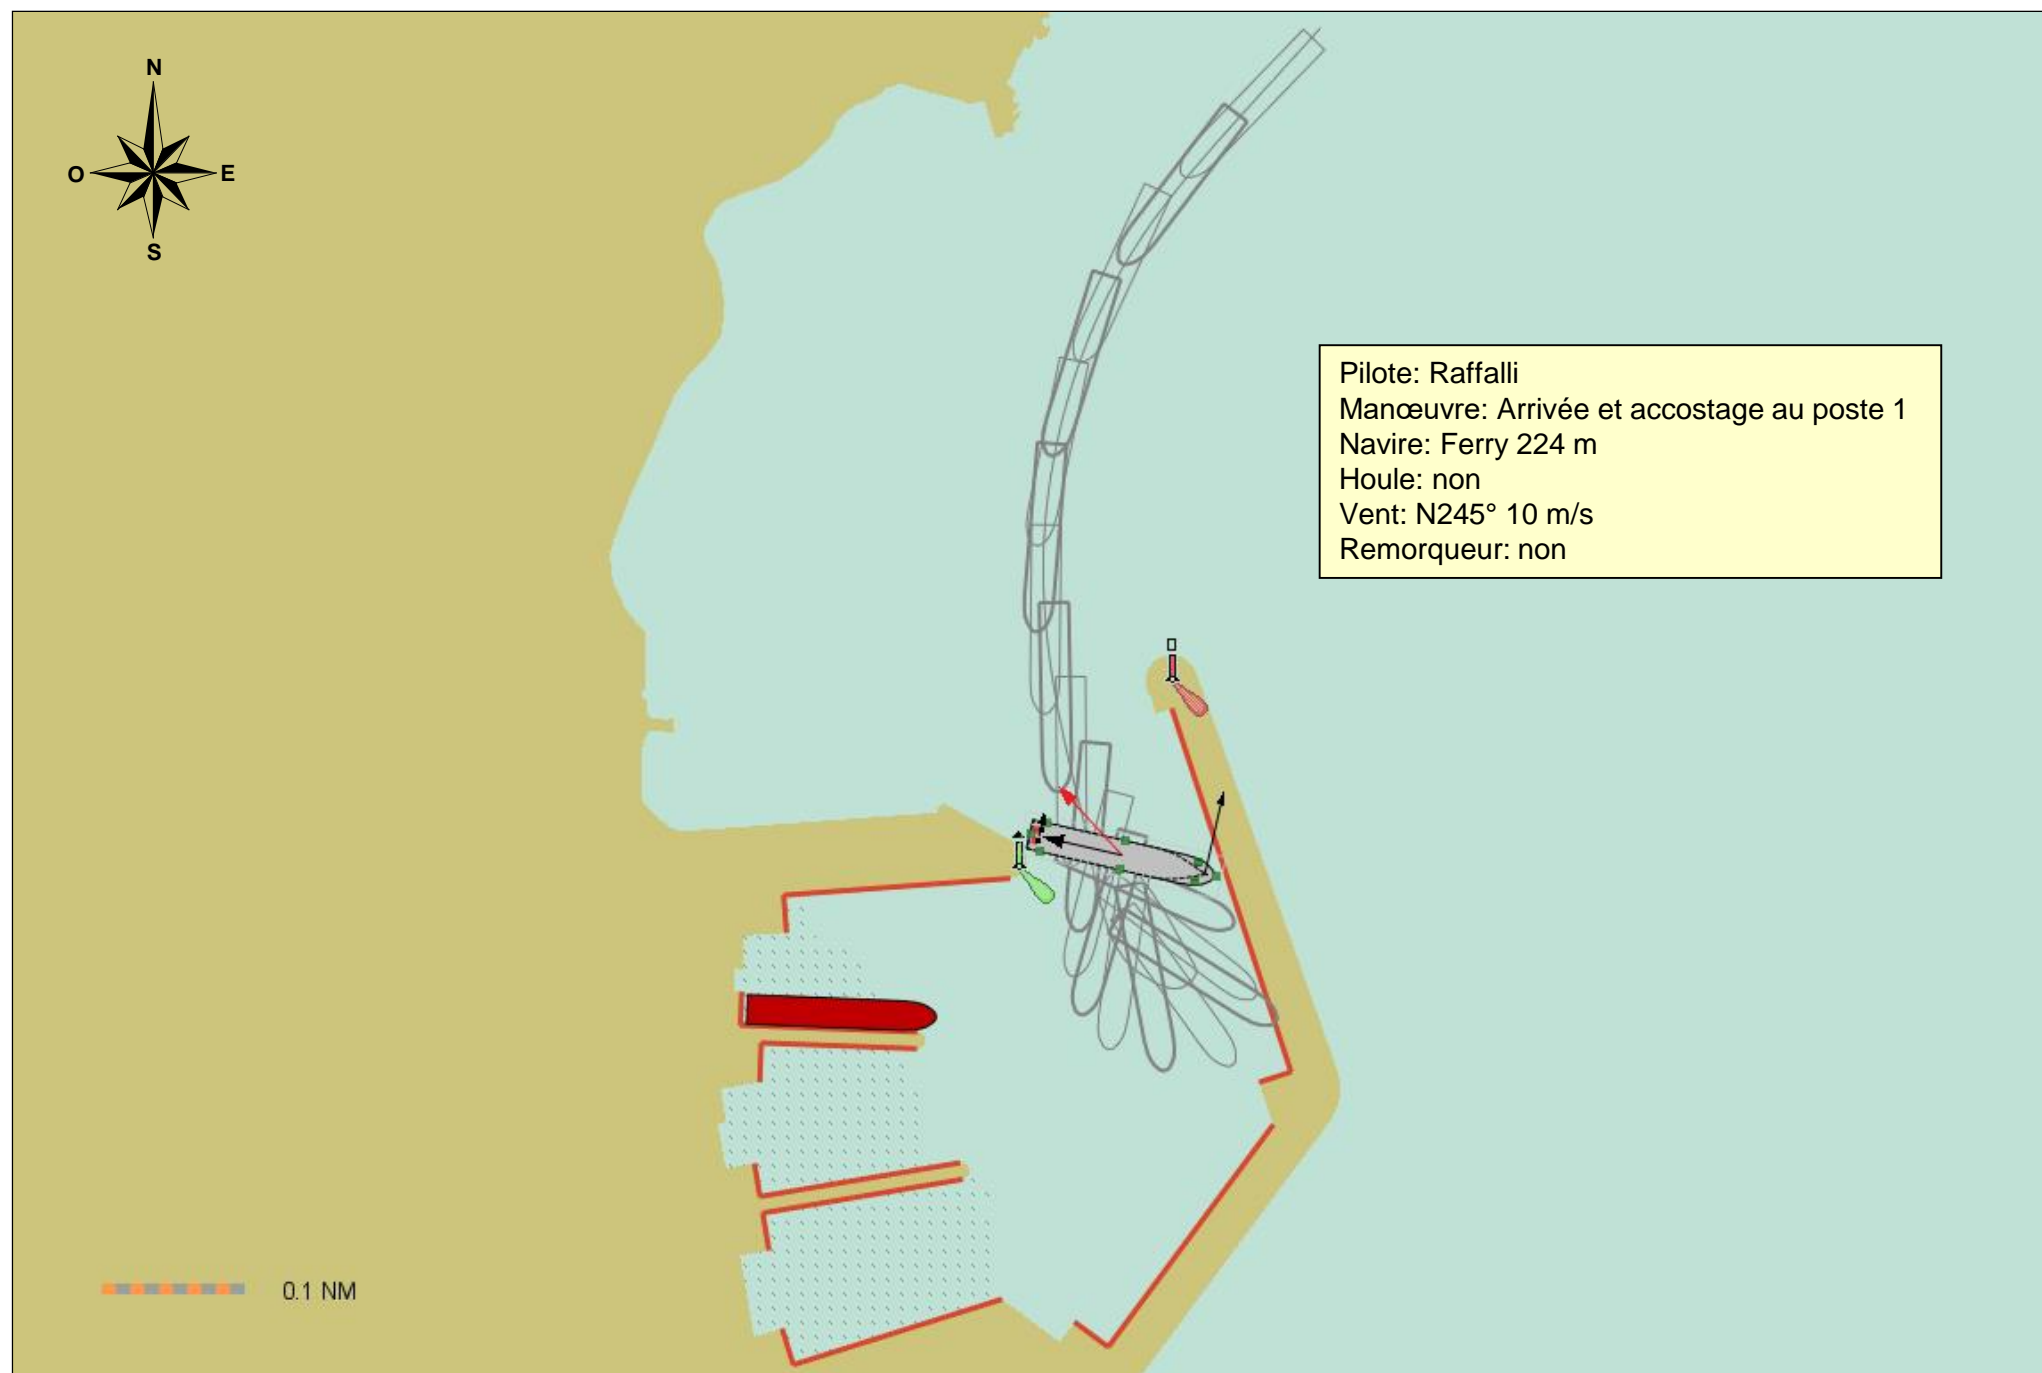 N
O
E
S
Pilote: Raffalli
Manœuvre: Arrivée et accostage au poste 1
Navire: Ferry 224 m
Houle: non
Vent: N245° 10 m/s
Remorqueur: non
0.1 NM